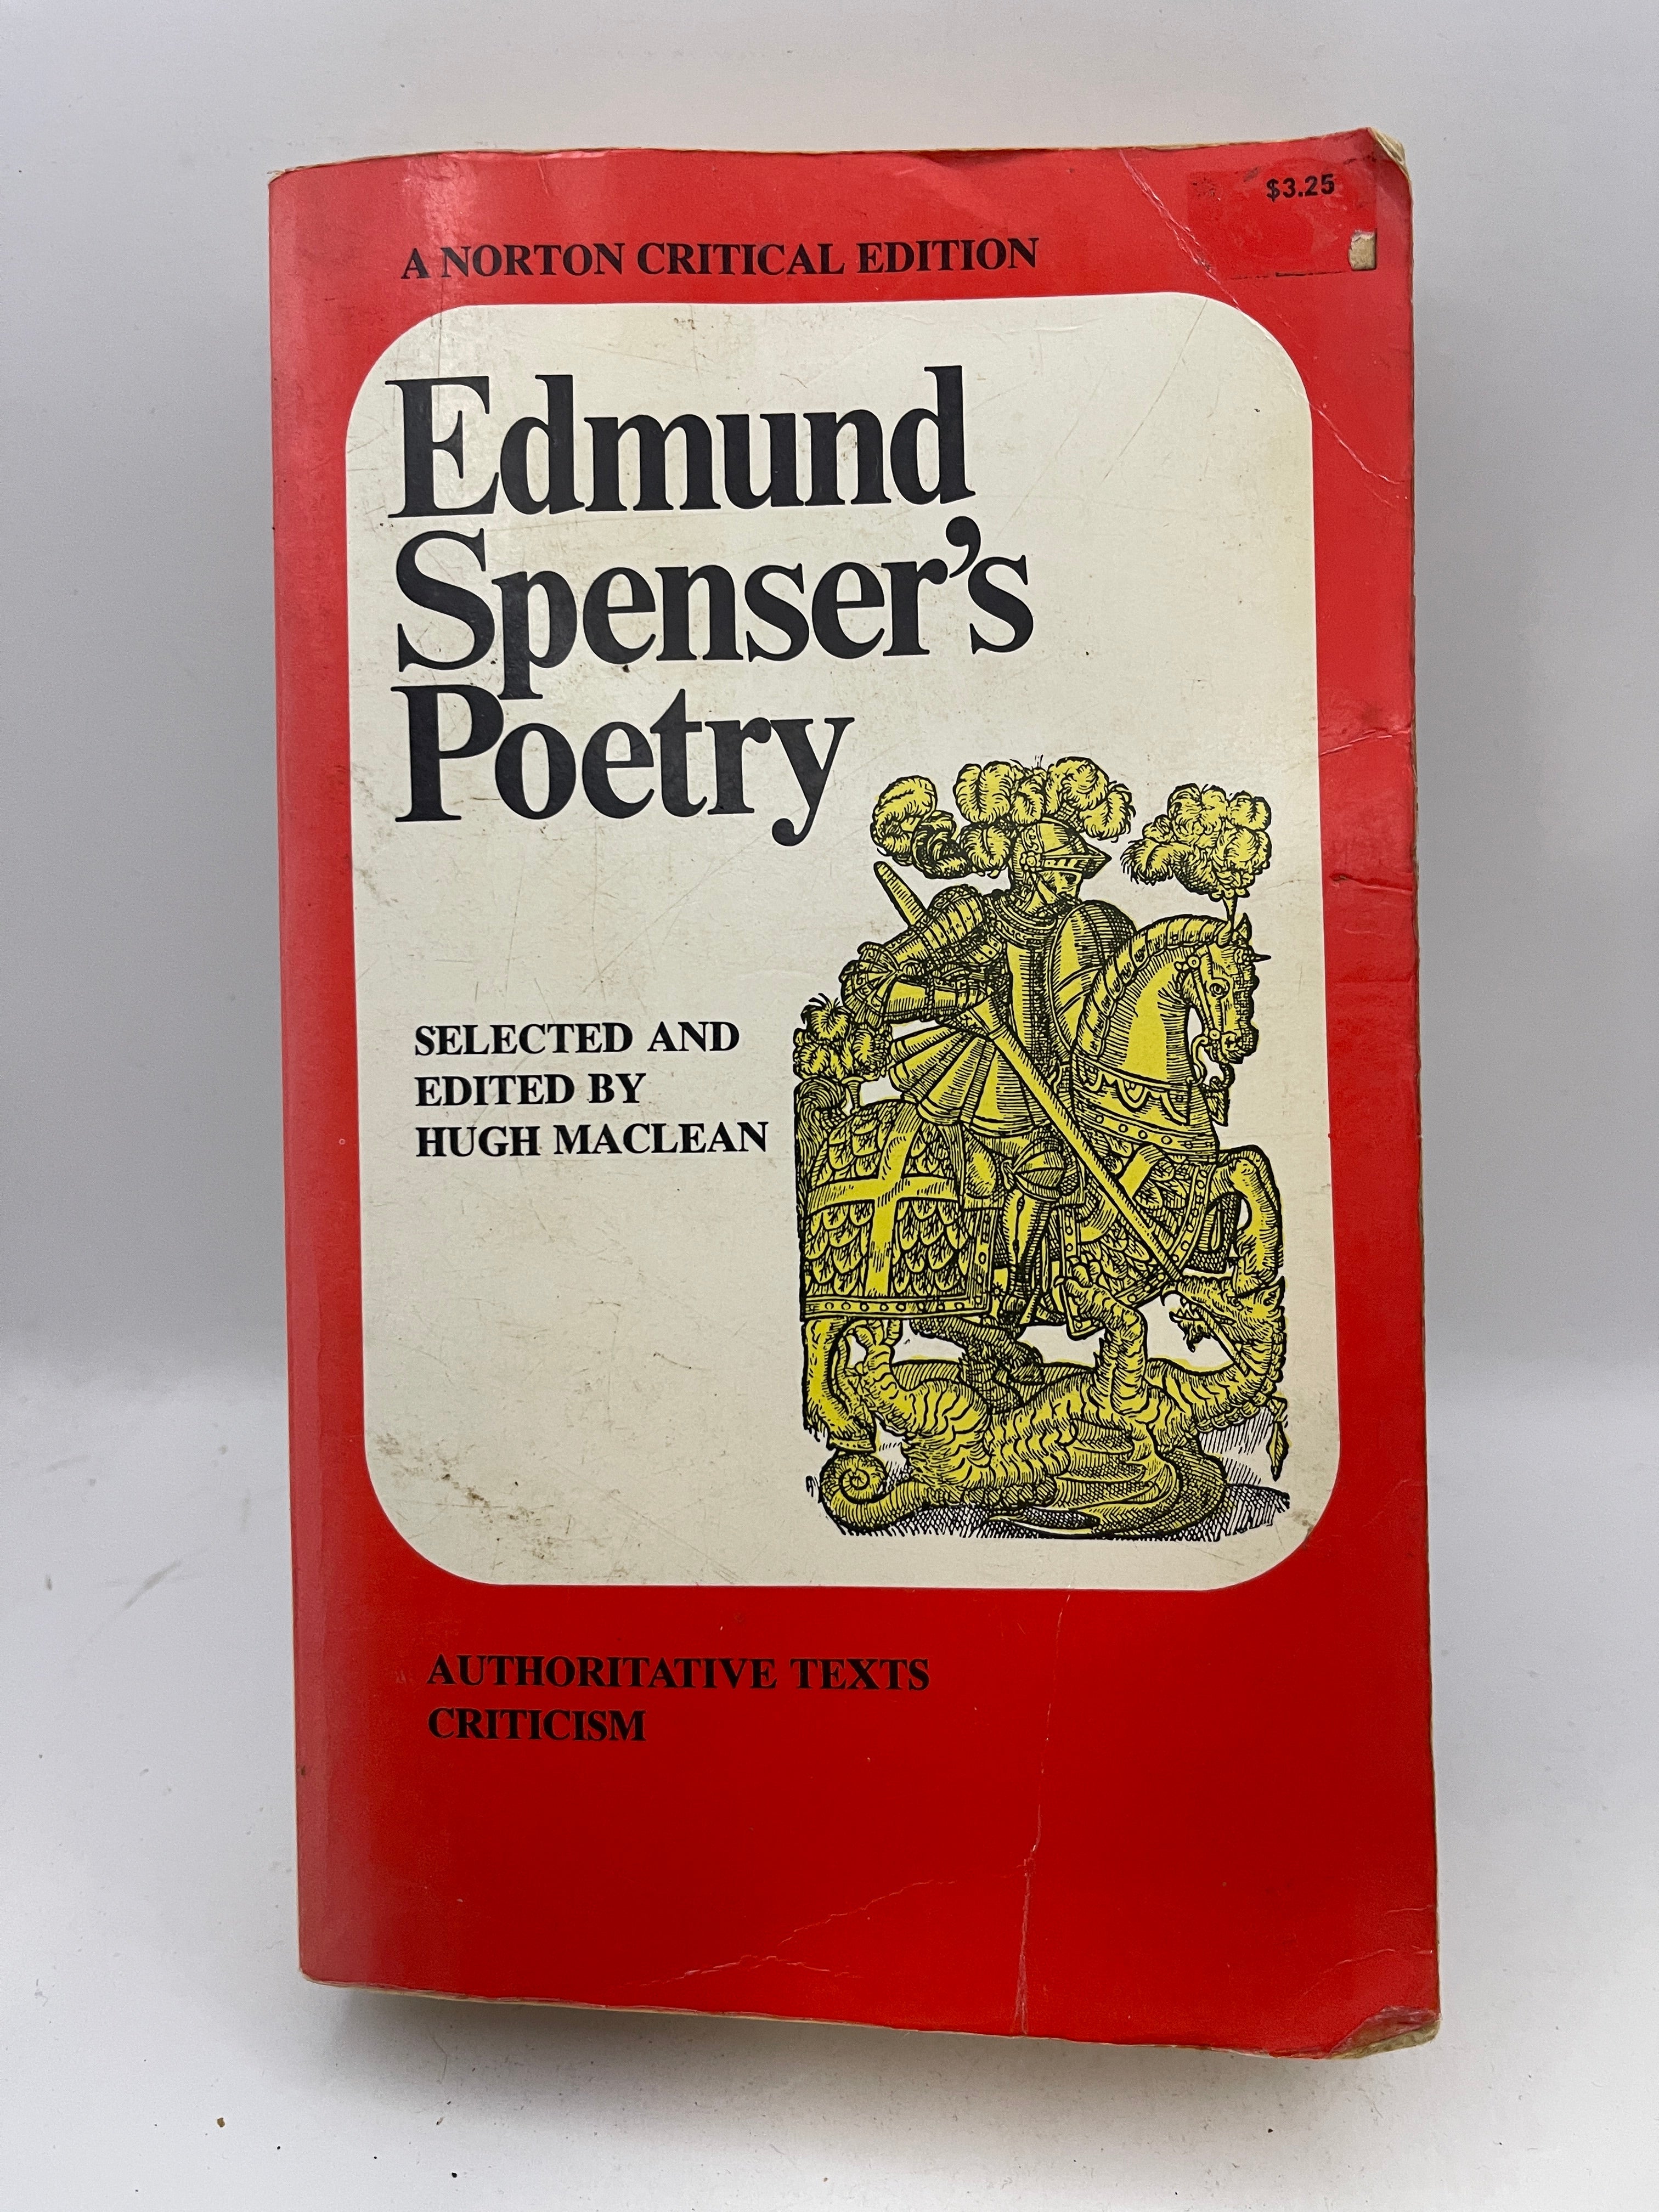 $3.25
A NORTON CRITICAL EDITION
Edmund
Spenser's
Poetry
SELECTED AND
EDITED BY
HUGH MACLEAN
AUTHORITATIVE TEXTS
CRITICISM